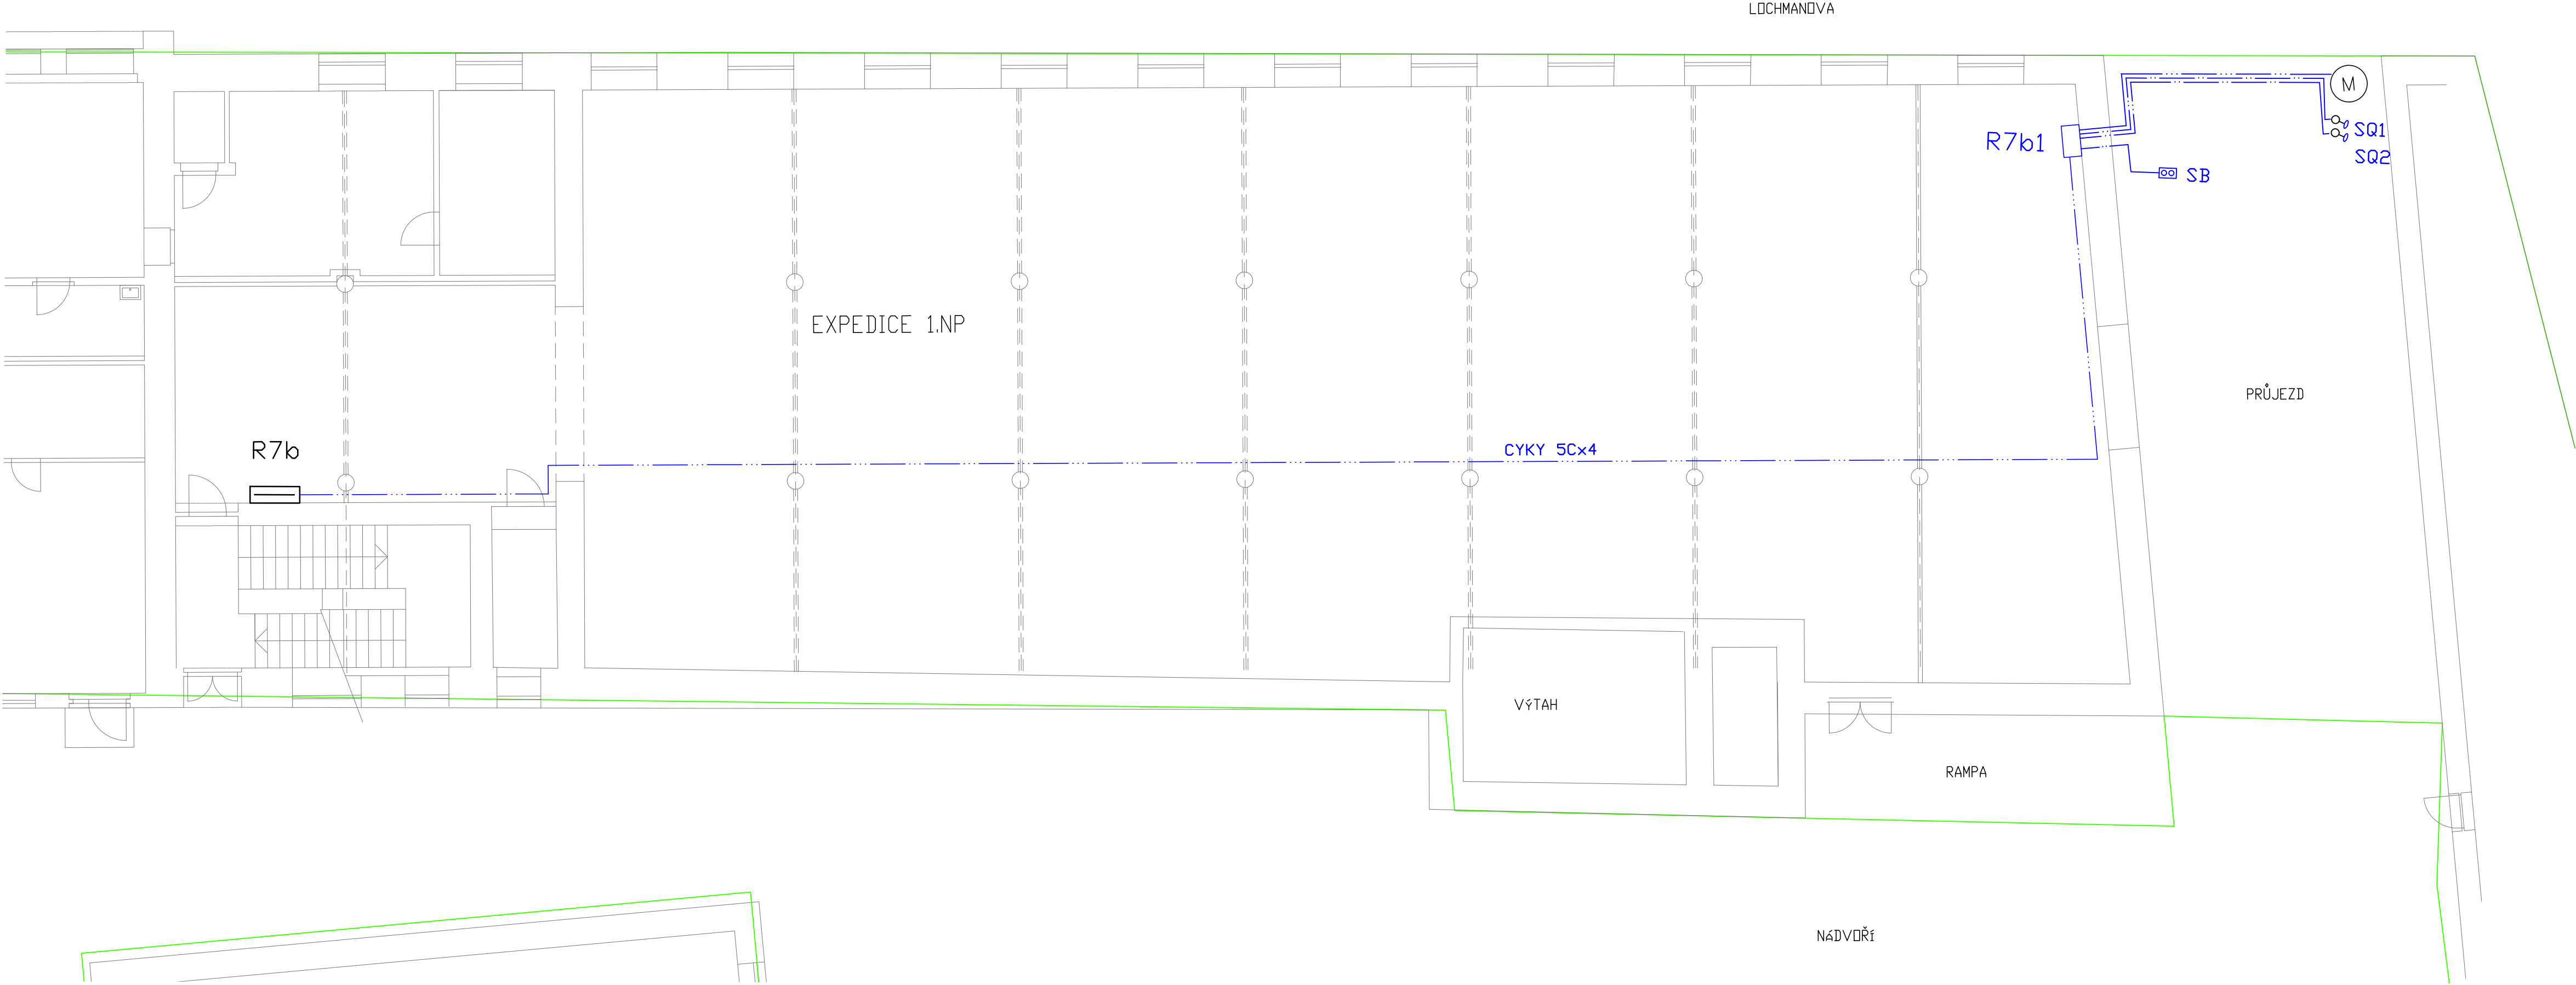 LOCHMANOVA
M
SQ1
R7b1
SQ2
SB
EXPEDICE 1.NP
PRŮJEZD
R7b
CYKY 5Cx4
VÝTAH
RAMPA
NÁDVOŘÍ